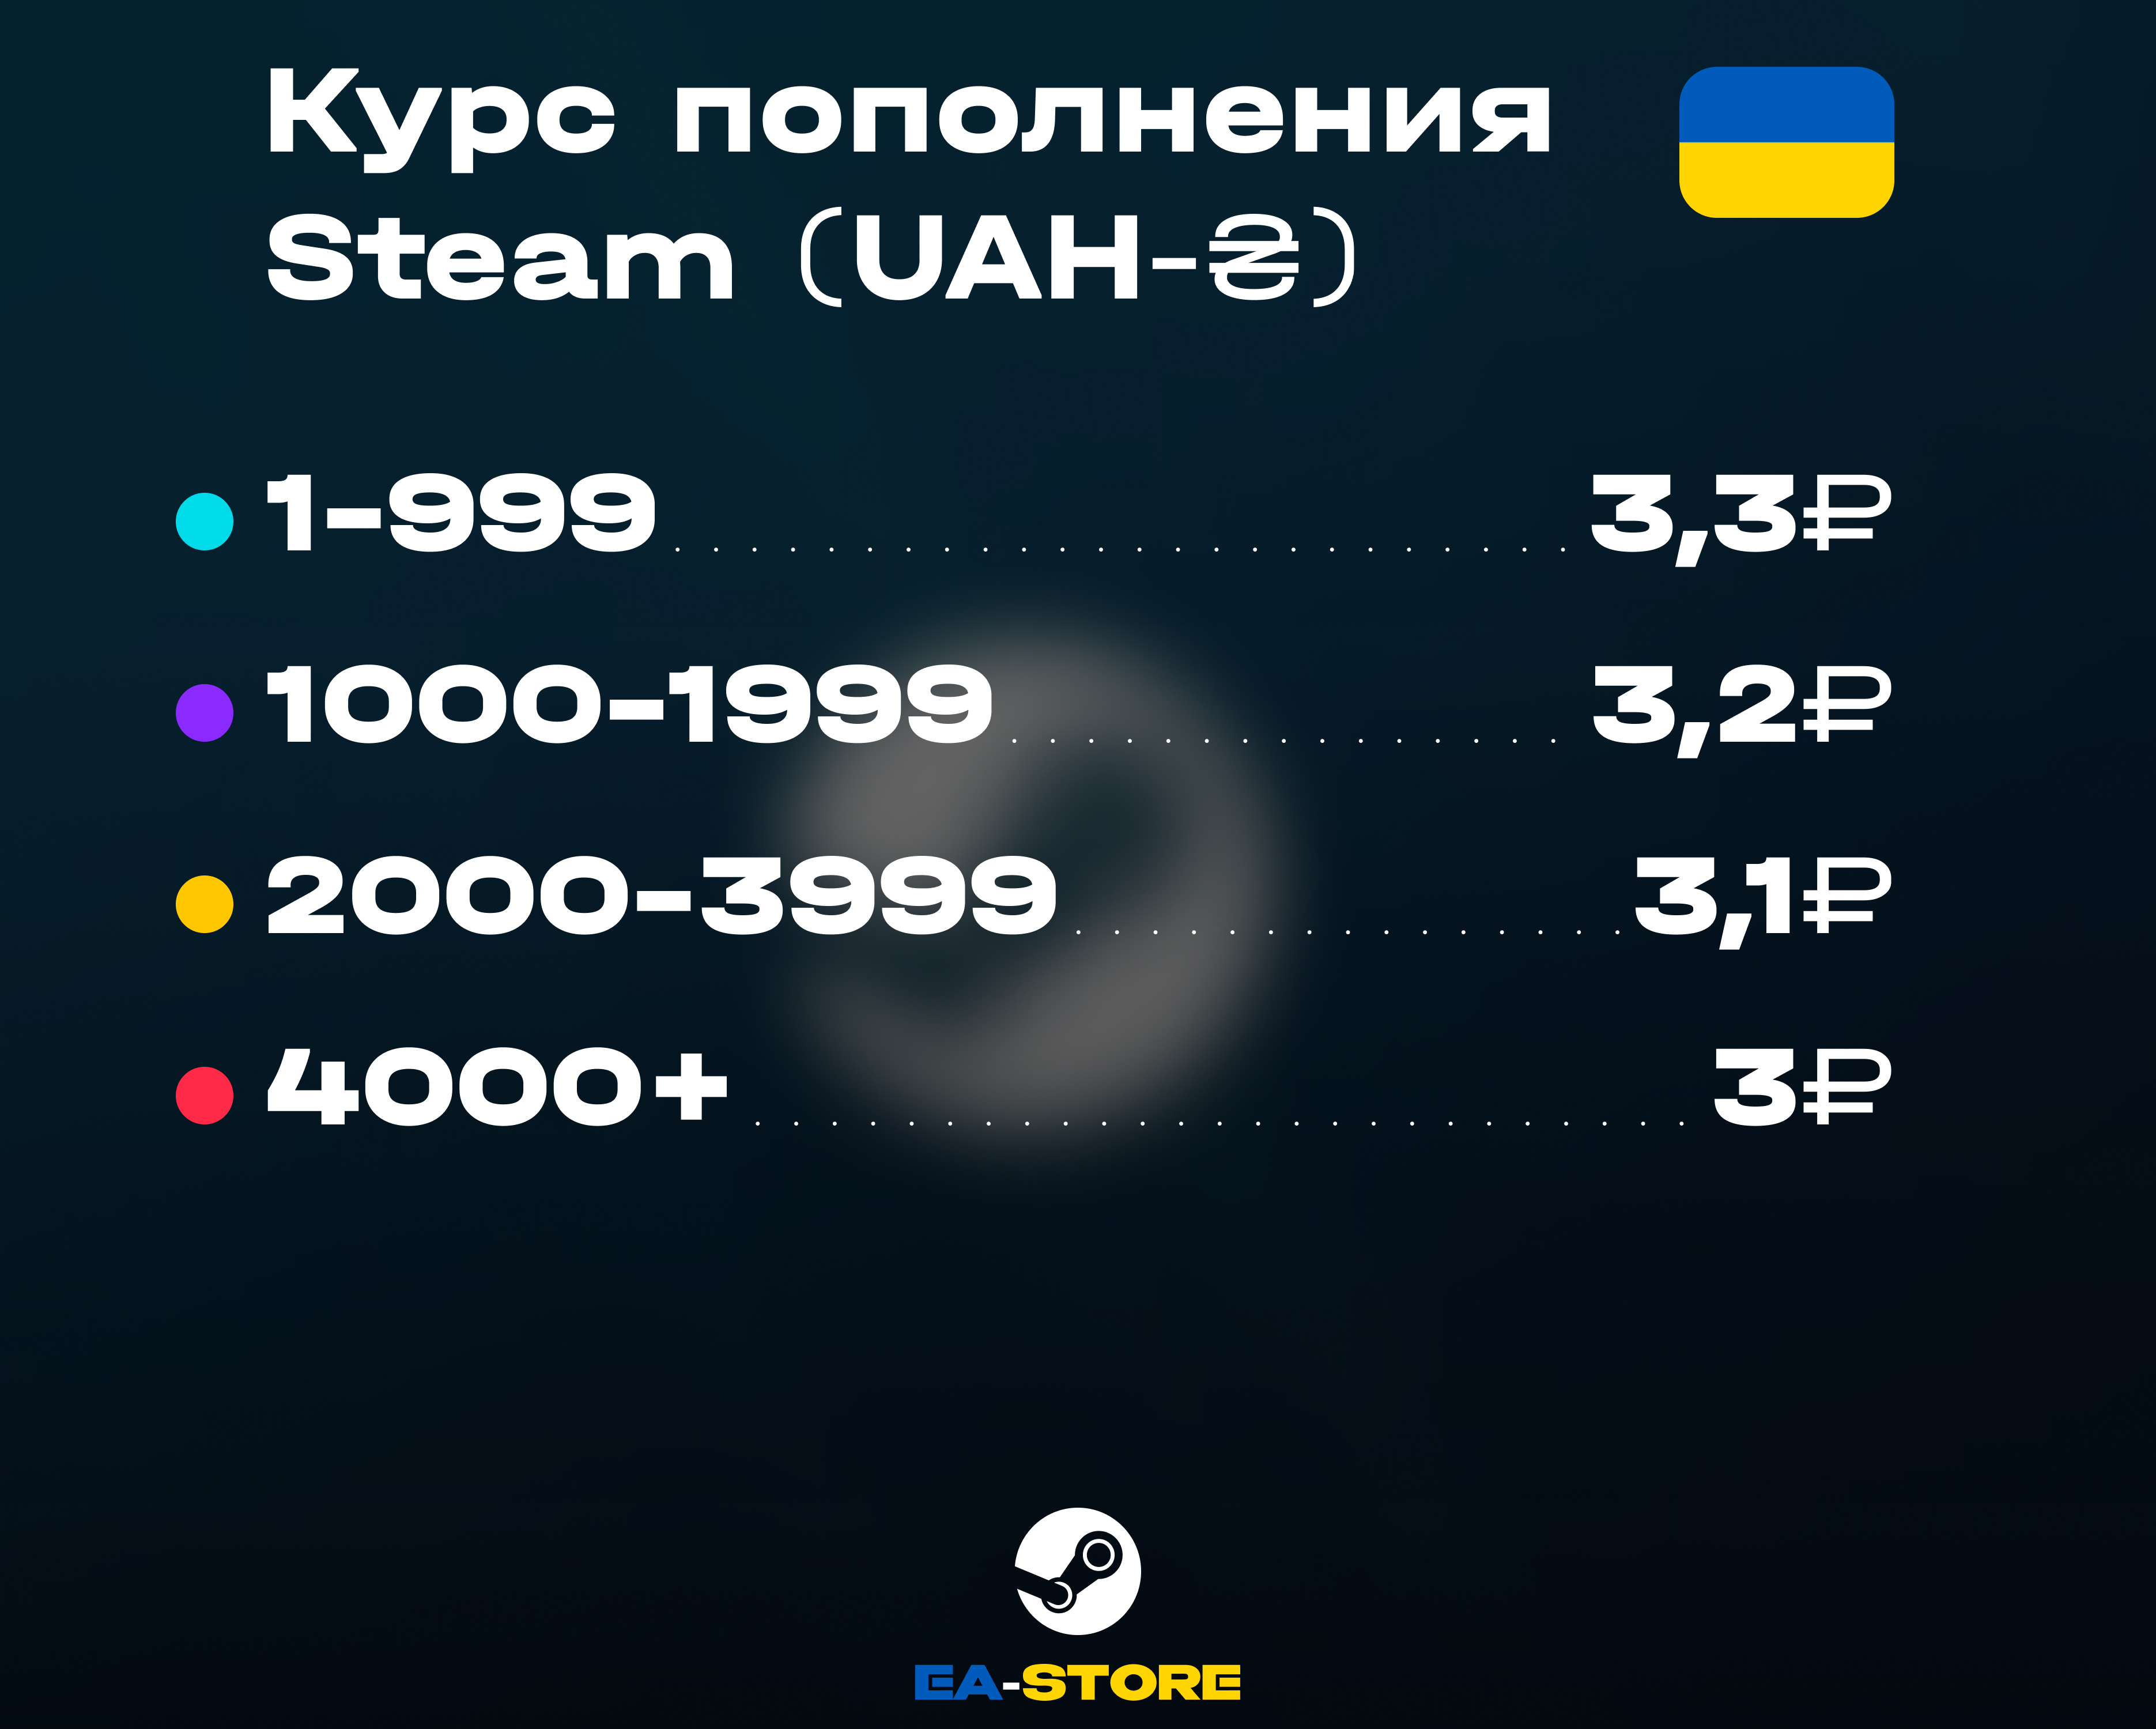 Курс пополнения
Steam (UAH-₴)
1-999 . . . . . . . . . . . . . . . . . . . . . . . . 3,3₽
1000-1999 . . . . . . . . . . . . . . . 3,2₽
2000-3999 . . . . . . . . . . . . . . . 3,1₽
4000+ . . . . . . . . . . . . . . . . . . . . . . . . . 3₽
EA-STORE